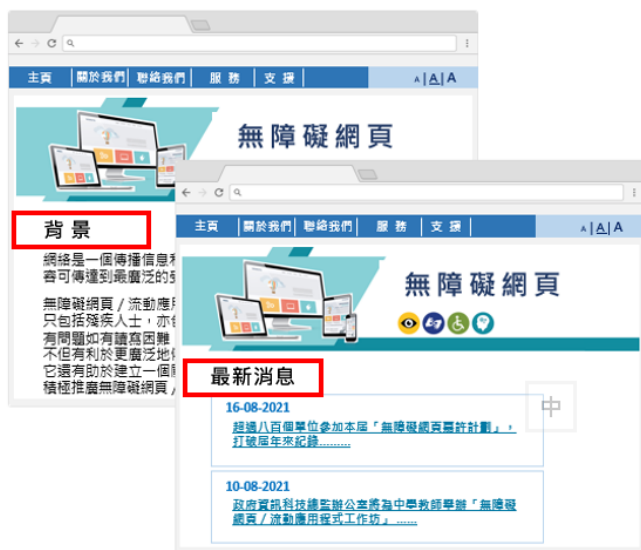 主頁 關於我們 聯絡我們 服務 支援 A A A
無障礙網頁
背景
網絡是一個傳播信息和
容可傳達到最廣泛的受
無障礙網頁 / 流動應用
只包括殘疾人士，亦包
有問題如有讀寫困難
不但有利於更廣泛地
它還有助於建立一個
積極推廣無障礙網頁 /
主頁 關於我們 聯絡我們 服務 支援 A A A
無障礙網頁
最新消息
中
16-08-2021
超過八百個單位參加本屆「無障礙網頁嘉許計劃」，
打破歷年來紀錄.........
10-08-2021
政府資訊科技總監辦公室將為中學教師舉辦「無障礙
網頁 / 流動應用程式工作坊」......